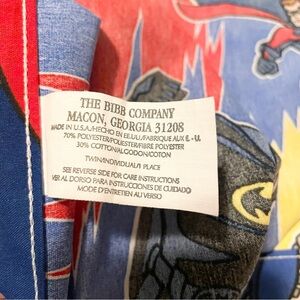 THE BIBB COMPANY
MACON, GEORGIA 31208
MADE IN U.S.A./HECHO EN EE.UU./FABRIQUE AUX E.-U.
70% POLYESTER/POLYESTER/FIBRE POLYESTER
30% COTTON/ALGODON/COTON
TWIN/INDIVIDUAL/1 PLACE
SEE REVERSE SIDE FOR CARE INSTRUCTIONS
VER AL DORSO PARA INSTRUCCIONES DE CUIDADO
MODE D'ENTRETIEN AU VERSO